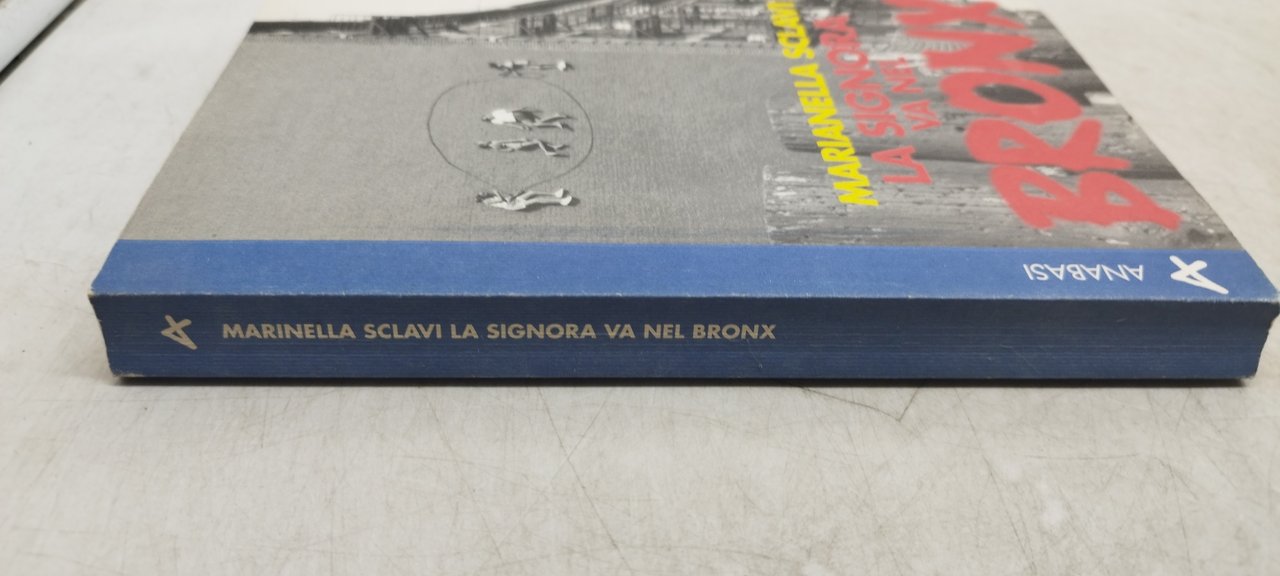 MARIANELLA SCLAVI
LA SIGNORA
VA NEL
BRONX
ANABASI
MARINELLA SCLAVI LA SIGNORA VA NEL BRONX